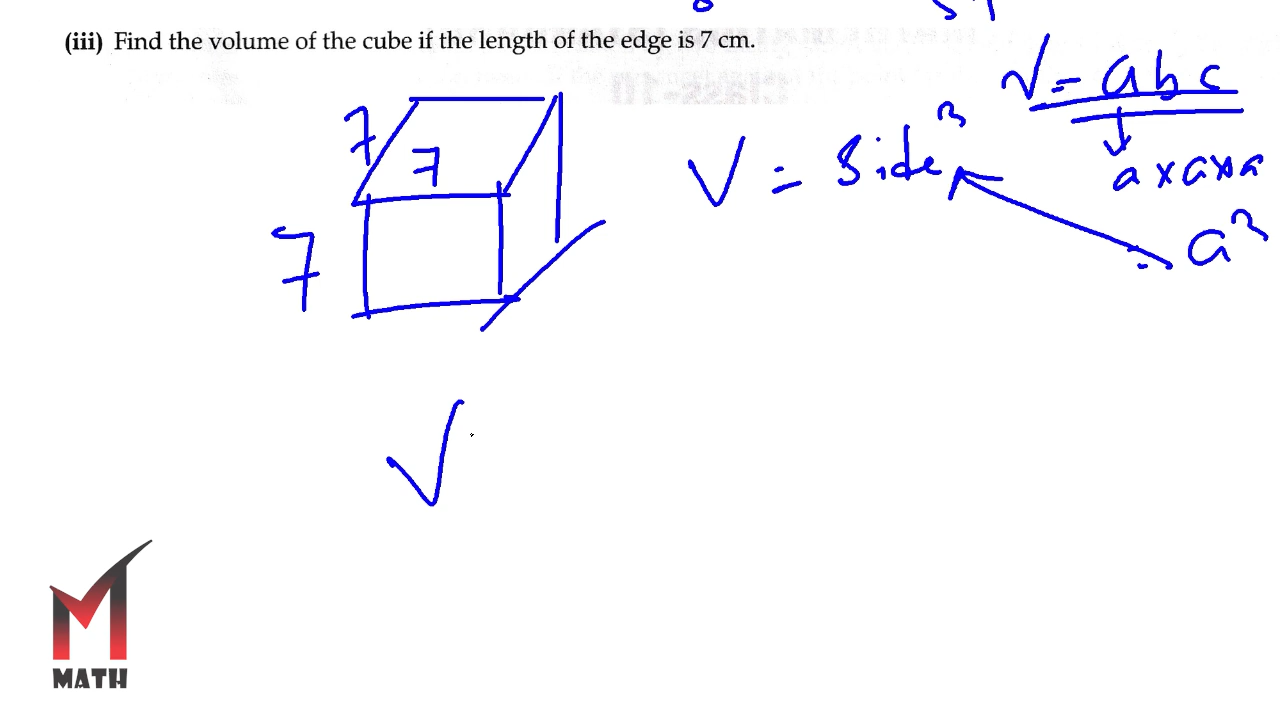 (iii) Find the volume of the cube if the length of the edge is 7 cm.
V = abc
a x a x a
V = Side³
a³
7
7
7
V
MATH